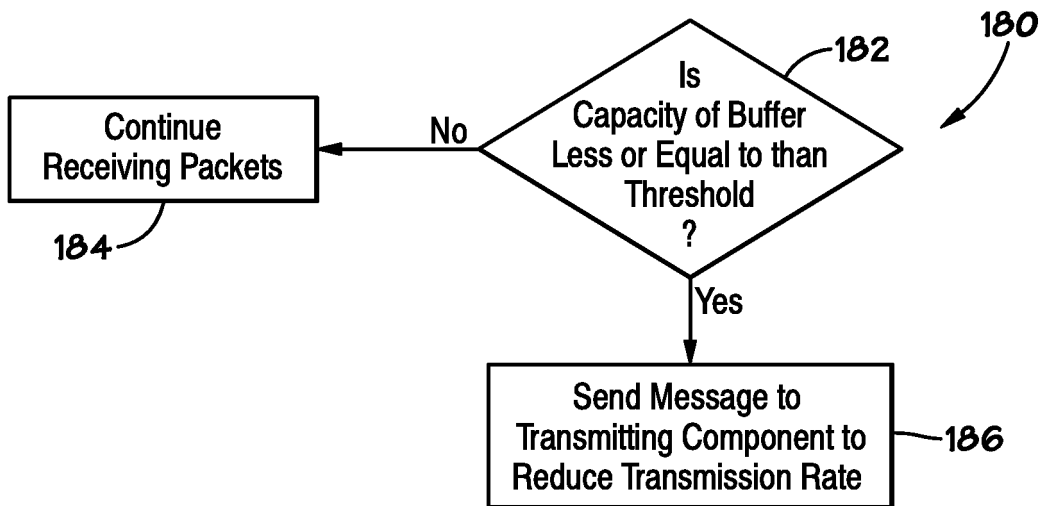 180
182
Is
Capacity of Buffer
Less or Equal to than
Threshold
?
No
Continue
Receiving Packets
184
Yes
Send Message to
Transmitting Component to
Reduce Transmission Rate
186